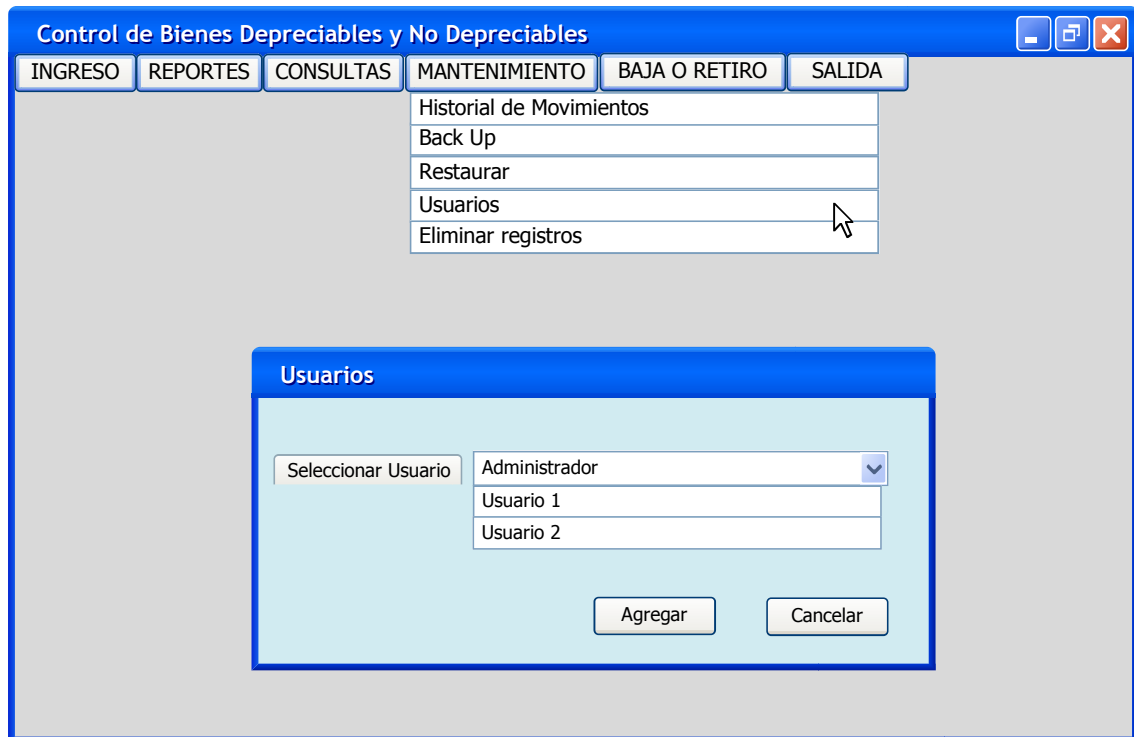 Control de Bienes Depreciables y No Depreciables
INGRESO REPORTES CONSULTAS MANTENIMIENTO BAJA O RETIRO SALIDA
Historial de Movimientos
Back Up
Restaurar
Usuarios
Eliminar registros
Usuarios
Seleccionar Usuario Administrador
Usuario 1
Usuario 2
Agregar Cancelar